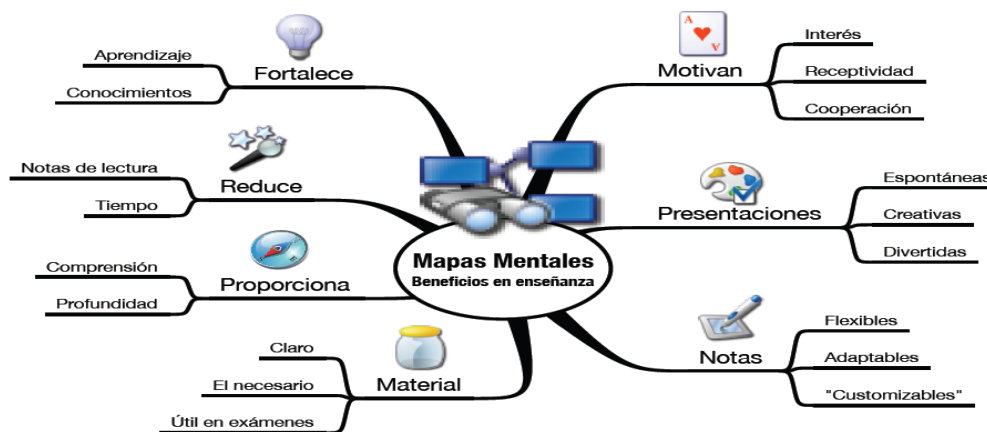 Mapas Mentales
Beneficios en enseñanza
Motivan
Interés
Receptividad
Cooperación
Presentaciones
Espontáneas
Creativas
Divertidas
Notas
Flexibles
Adaptables
"Customizables"
Material
Claro
El necesario
Útil en exámenes
Proporciona
Comprensión
Profundidad
Reduce
Notas de lectura
Tiempo
Fortalece
Aprendizaje
Conocimientos
A
A